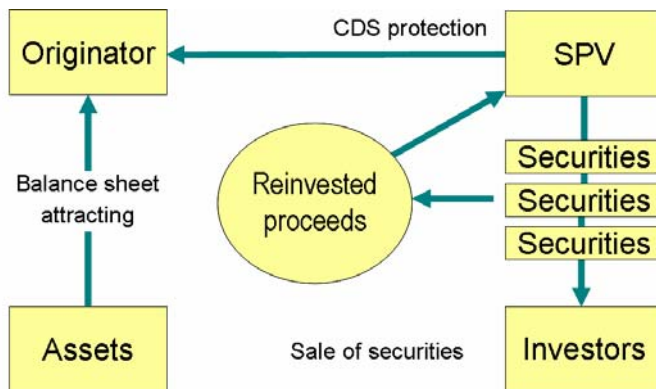 Originator
CDS protection
SPV
Balance sheet
attracting
Reinvested
proceeds
Securities
Securities
Securities
Assets
Sale of securities
Investors